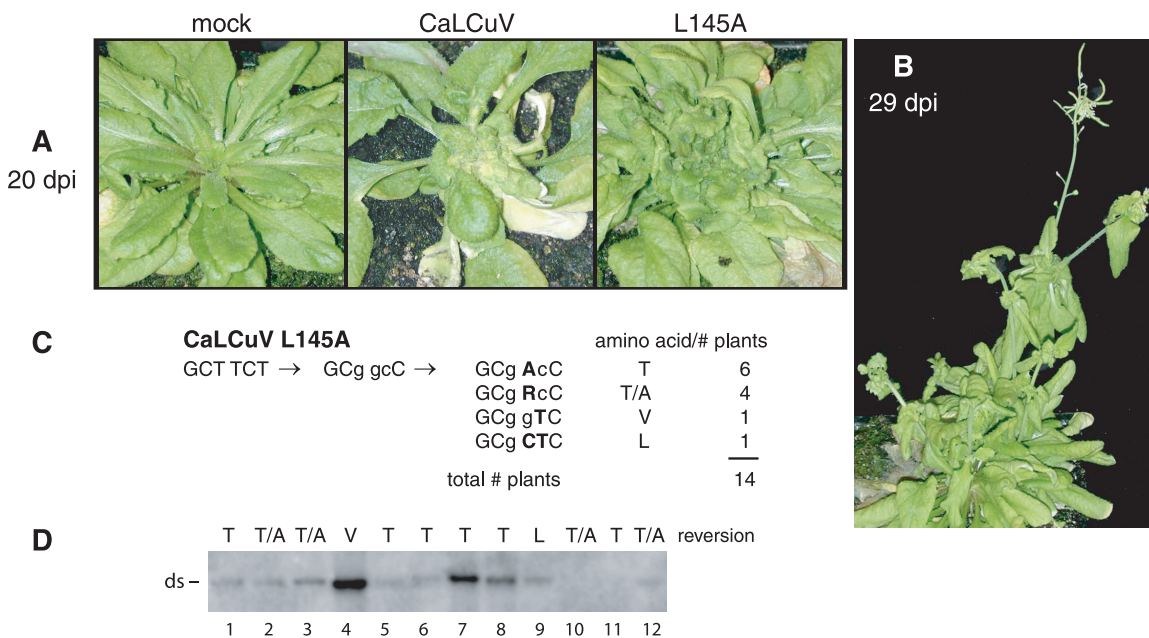 mock CaLCuV L145A
A
20 dpi
B
29 dpi
C
CaLCuV L145A amino acid/# plants
GCT TCT → GCg gcC → GCg AcC T 6
GCg RcC T/A 4
GCg gTC V 1
GCg CTC L 1
total # plants 14
D
T T/A T/A V T T T T L T/A T T/A reversion
ds –
1 2 3 4 5 6 7 8 9 10 11 12